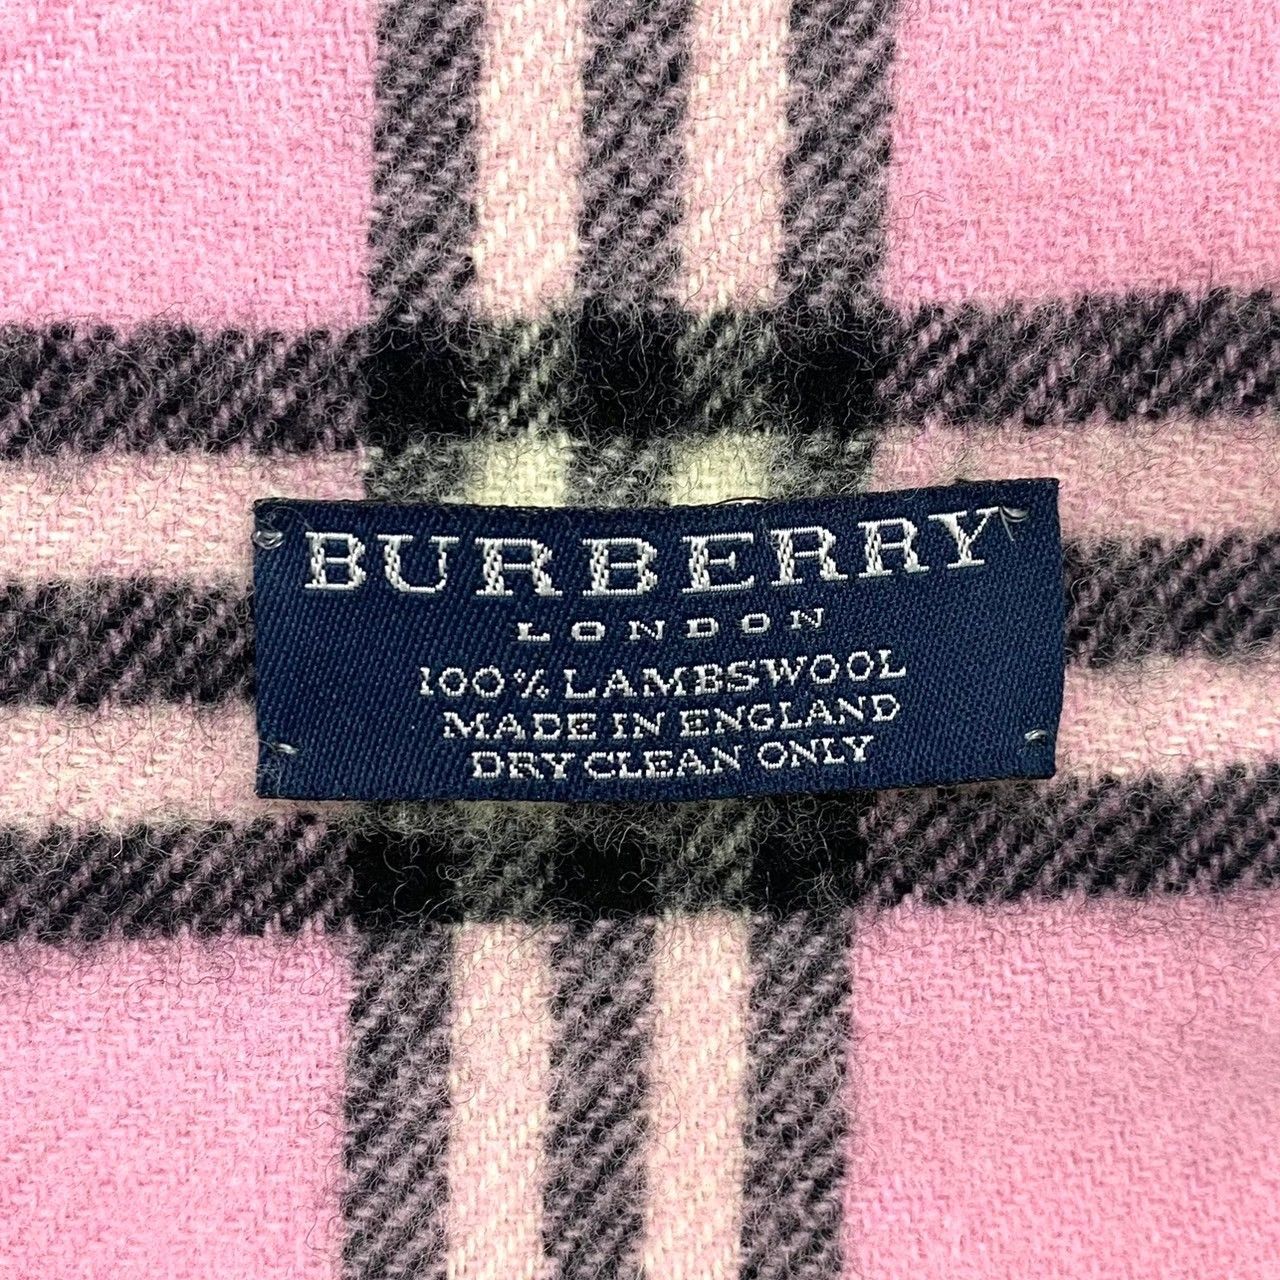 BURBERRY
LONDON
100% LAMBSWOOL
MADE IN ENGLAND
DRY CLEAN ONLY